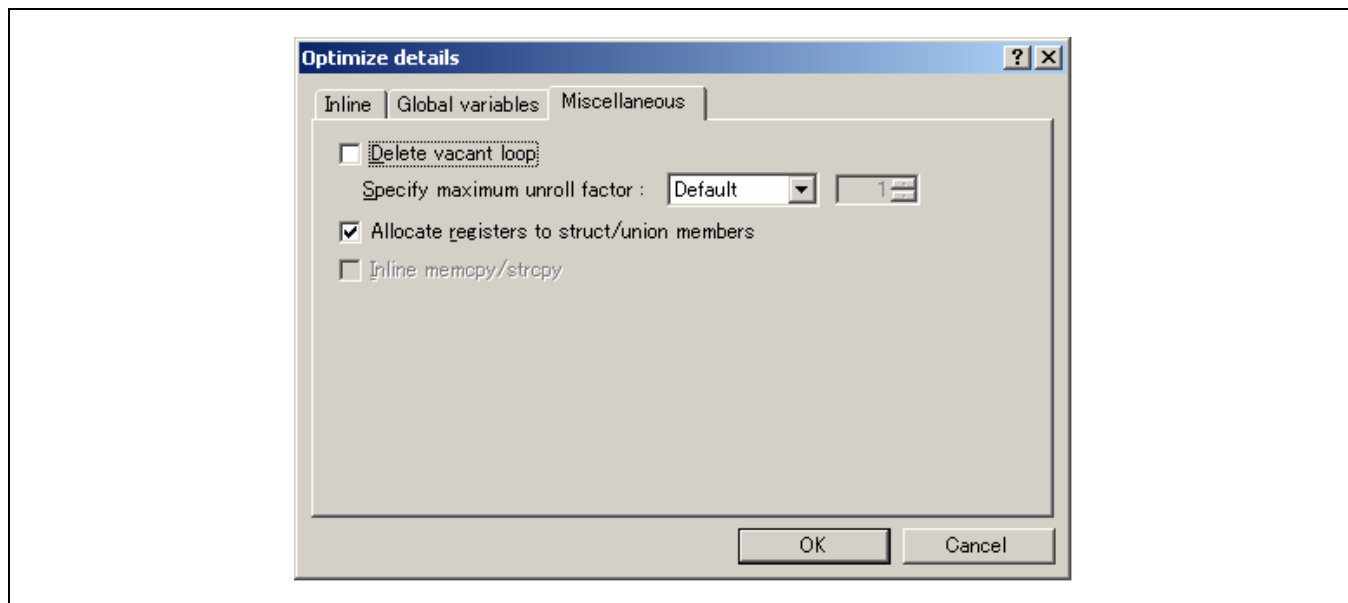 Optimize details
Inline Global variables Miscellaneous
Delete vacant loop
Specify maximum unroll factor : Default 1
Allocate registers to struct/union members
Inline memcpy/strcpy
OK Cancel